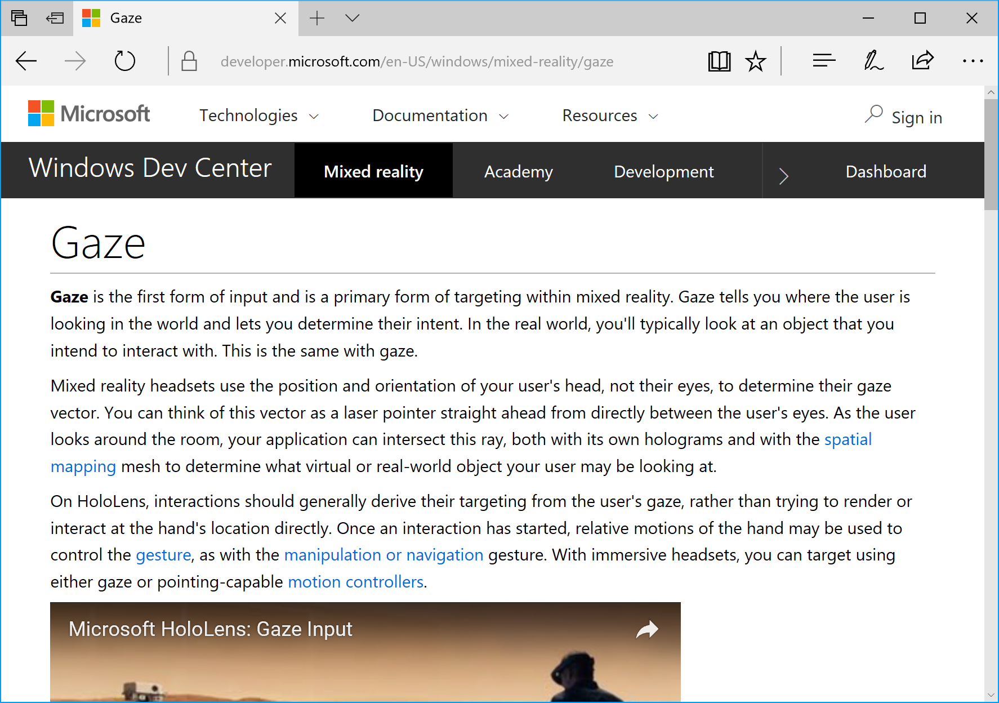 Gaze
developer.microsoft.com/en-US/windows/mixed-reality/gaze
Microsoft
Technologies
Documentation
Resources
Sign in
Windows Dev Center
Mixed reality
Academy
Development
Dashboard
Gaze
Gaze is the first form of input and is a primary form of targeting within mixed reality. Gaze tells you where the user is
looking in the world and lets you determine their intent. In the real world, you'll typically look at an object that you
intend to interact with. This is the same with gaze.
Mixed reality headsets use the position and orientation of your user's head, not their eyes, to determine their gaze
vector. You can think of this vector as a laser pointer straight ahead from directly between the user's eyes. As the user
looks around the room, your application can intersect this ray, both with its own holograms and with the spatial
mapping mesh to determine what virtual or real-world object your user may be looking at.
On HoloLens, interactions should generally derive their targeting from the user's gaze, rather than trying to render or
interact at the hand's location directly. Once an interaction has started, relative motions of the hand may be used to
control the gesture, as with the manipulation or navigation gesture. With immersive headsets, you can target using
either gaze or pointing-capable motion controllers.
Microsoft HoloLens: Gaze Input